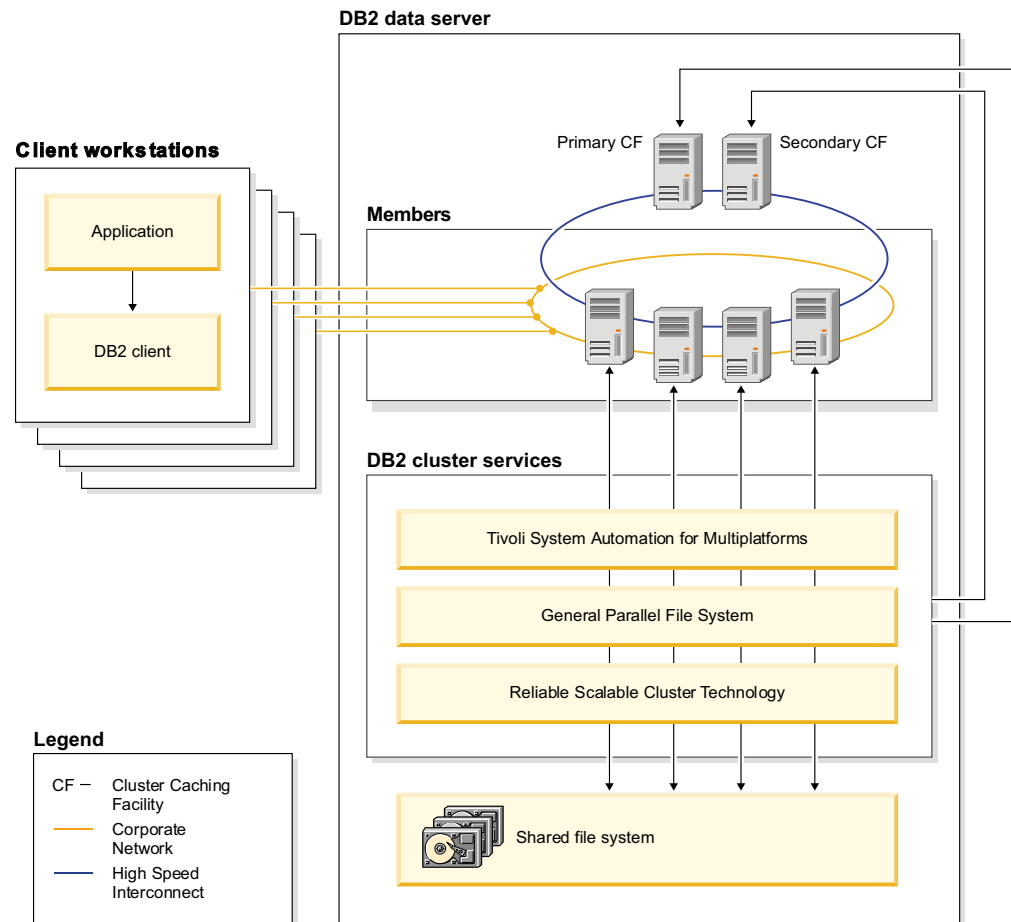 DB2 data server
Primary CF
Secondary CF
Client workstations
Application
DB2 client
Members
DB2 cluster services
Tivoli System Automation for Multiplatforms
General Parallel File System
Reliable Scalable Cluster Technology
Shared file system
Legend
CF – Cluster Caching
Facility
Corporate
Network
High Speed
Interconnect